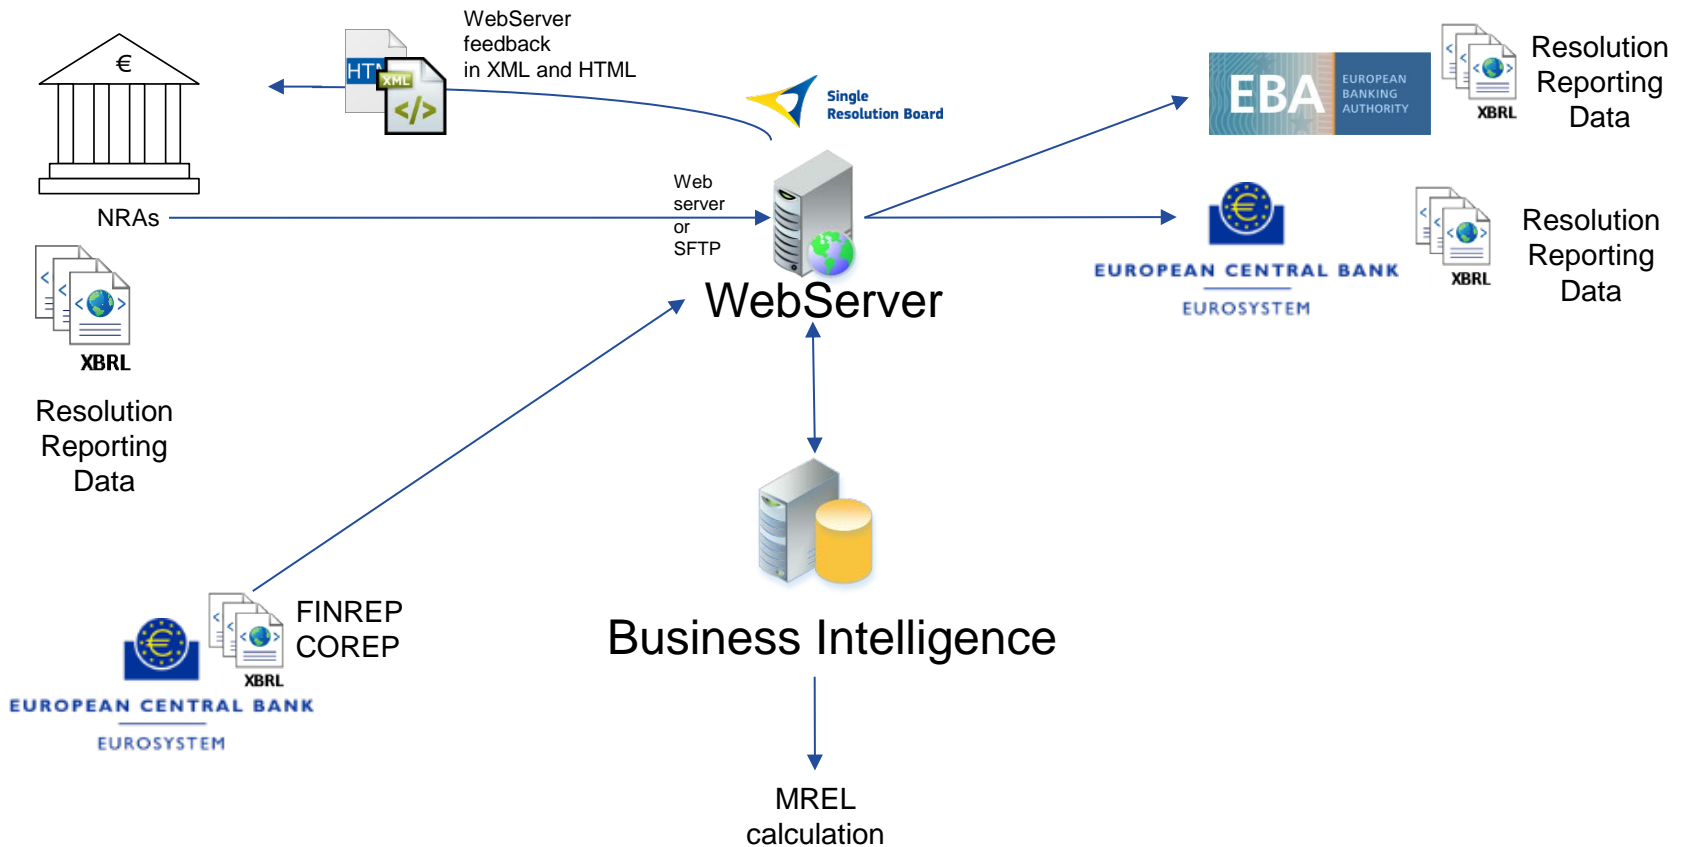 WebServer
feedback
in XML and HTML
€
HTM
XML
</>
Single
Resolution Board
EBA
EUROPEAN
BANKING
AUTHORITY
XBRL
Resolution
Reporting
Data
NRAs
Web
server
or
SFTP
WebServer
€
EUROPEAN CENTRAL BANK
EUROSYSTEM
XBRL
Resolution
Reporting
Data
XBRL
Resolution
Reporting
Data
Business Intelligence
FINREP
COREP
XBRL
€
EUROPEAN CENTRAL BANK
EUROSYSTEM
MREL
calculation